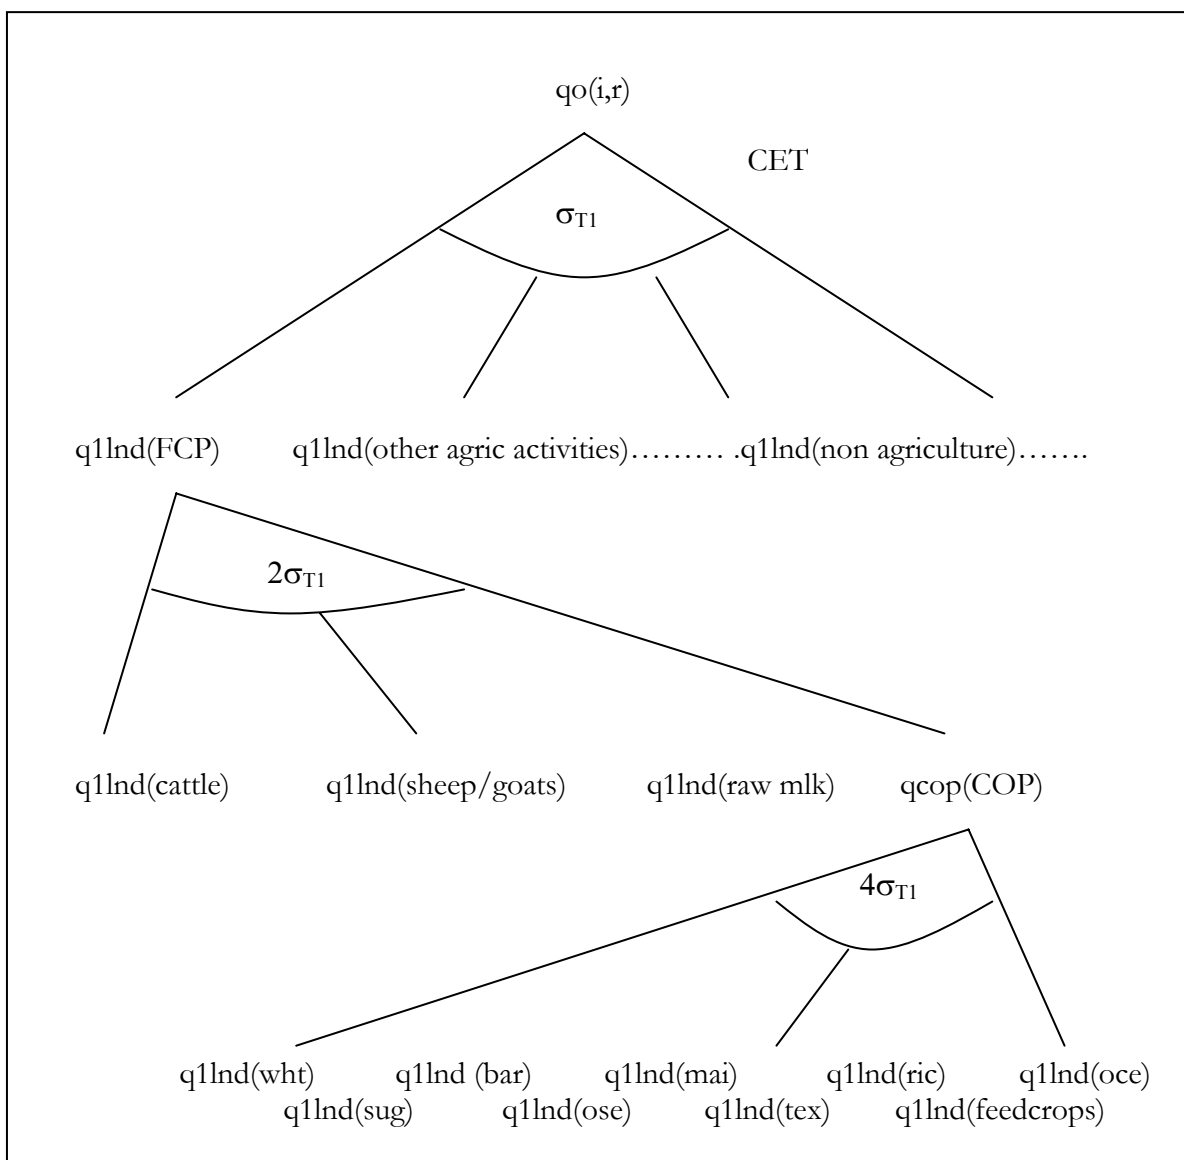 qo(i,r)
CET
σT1
q1lnd(FCP) q1lnd(other agric activities)……… .q1lnd(non agriculture)…….
2σT1
q1lnd(cattle) q1lnd(sheep/goats) q1lnd(raw mlk) qcop(COP)
4σT1
q1lnd(wht) q1lnd (bar) q1lnd(mai) q1lnd(ric) q1lnd(oce)
q1lnd(sug) q1lnd(ose) q1lnd(tex) q1lnd(feedcrops)